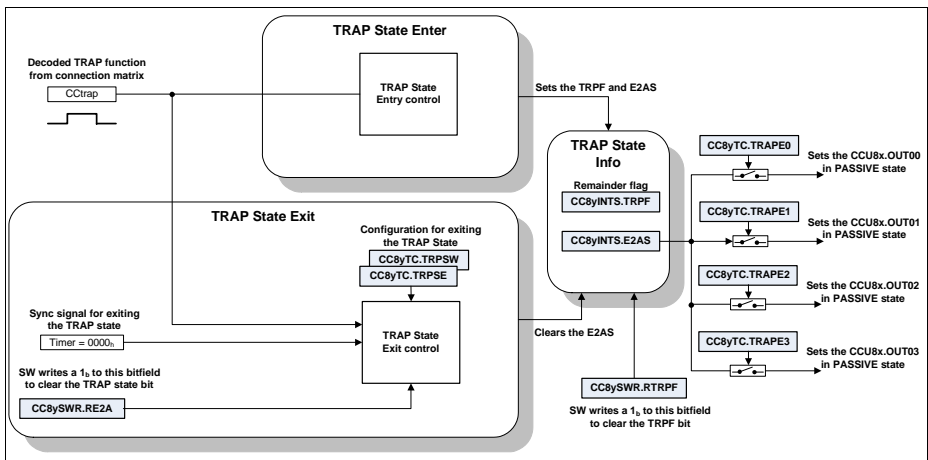 TRAP State Enter
Decoded TRAP function
from connection matrix
CCtrap
TRAP State
Entry control
Sets the TRPF and E2AS
TRAP State
Info
Remainder flag
CC8yINTS.TRPF
CC8yINTS.E2AS
CC8yTC.TRAPE0
Sets the CCU8x.OUT00
in PASSIVE state
CC8yTC.TRAPE1
Sets the CCU8x.OUT01
in PASSIVE state
CC8yTC.TRAPE2
Sets the CCU8x.OUT02
in PASSIVE state
CC8yTC.TRAPE3
Sets the CCU8x.OUT03
in PASSIVE state
TRAP State Exit
Configuration for exiting
the TRAP State
CC8yTC.TRPSW
CC8yTC.TRPSE
Sync signal for exiting
the TRAP state
Timer = 0000h
TRAP State
Exit control
Clears the E2AS
SW writes a 1b to this bitfield
to clear the TRAP state bit
CC8ySWR.RE2A
CC8ySWR.RTRPF
SW writes a 1b to this bitfield
to clear the TRPF bit